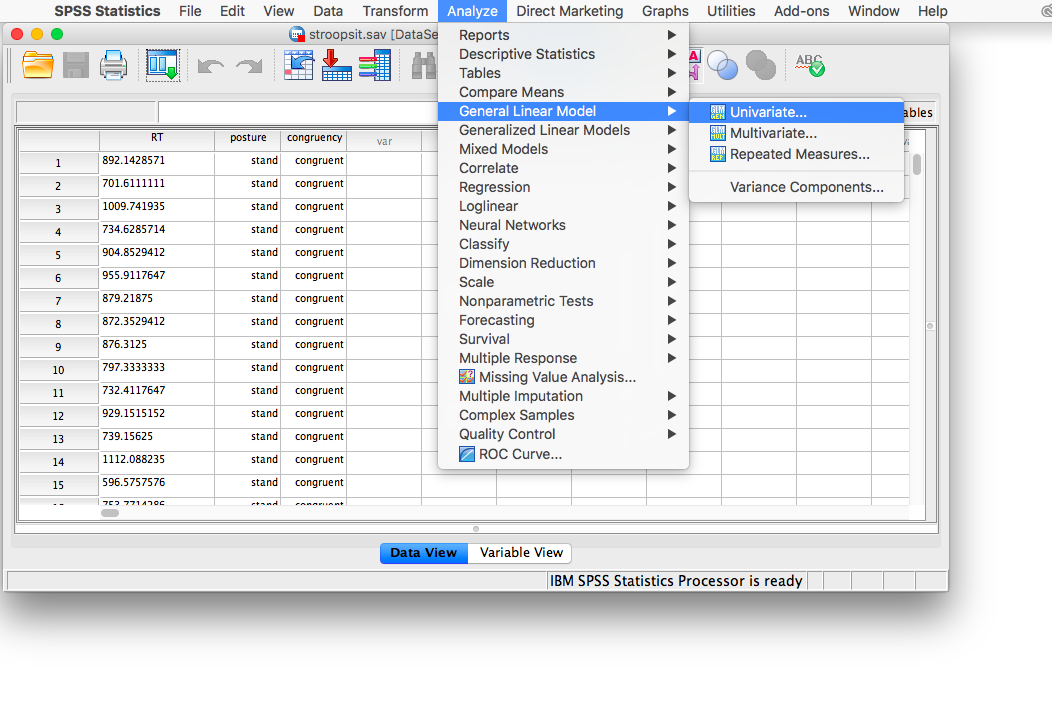 SPSS Statistics File Edit View Data Transform Analyze Direct Marketing Graphs Utilities Add-ons Window Help
stroopsit.sav [DataSe
Reports
Descriptive Statistics
Tables
Compare Means
General Linear Model
Generalized Linear Models
Mixed Models
Correlate
Regression
Loglinear
Neural Networks
Classify
Dimension Reduction
Scale
Nonparametric Tests
Forecasting
Survival
Multiple Response
Missing Value Analysis...
Multiple Imputation
Complex Samples
Quality Control
ROC Curve...
GLM GEN Univariate...
GLM MULT Multivariate...
GLM REP Repeated Measures...
Variance Components...
A
ABC
ables
RT posture congruency var
1 892.1428571 stand congruent
2 701.6111111 stand congruent
3 1009.741935 stand congruent
4 734.6285714 stand congruent
5 904.8529412 stand congruent
6 955.9117647 stand congruent
7 879.21875 stand congruent
8 872.3529412 stand congruent
9 876.3125 stand congruent
10 797.3333333 stand congruent
11 732.4117647 stand congruent
12 929.1515152 stand congruent
13 739.15625 stand congruent
14 1112.088235 stand congruent
15 596.5757576 stand congruent
753.7714286 stand congruent
Data View Variable View
IBM SPSS Statistics Processor is ready